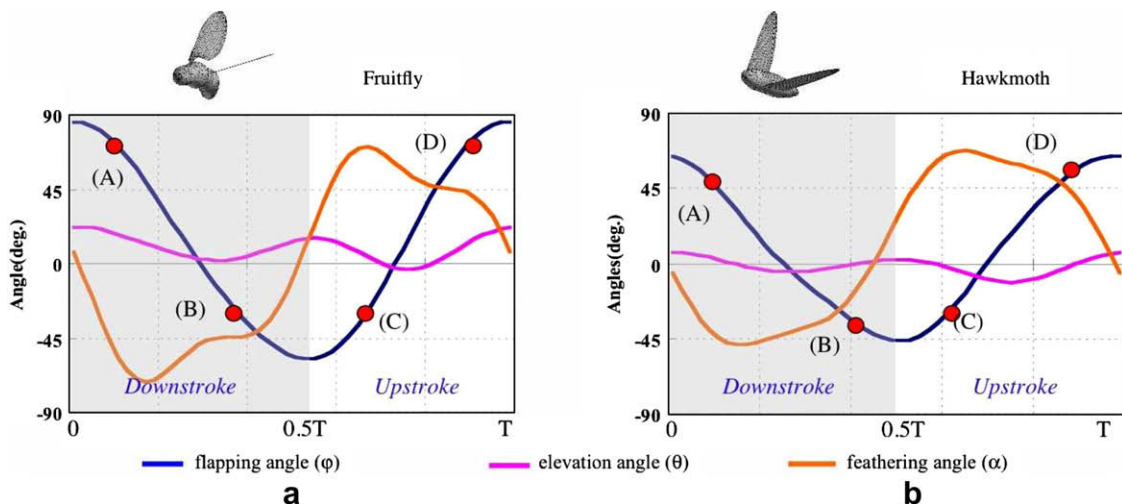 Fruitfly
Hawkmoth
90
45
0
-45
-90
Angle(deg.)
(A)
(B)
(C)
(D)
Downstroke
Upstroke
0
0.5T
T
90
45
0
-45
-90
Angles(deg.)
(A)
(B)
(C)
(D)
Downstroke
Upstroke
0
0.5T
T
flapping angle (φ)
elevation angle (θ)
feathering angle (α)
a
b